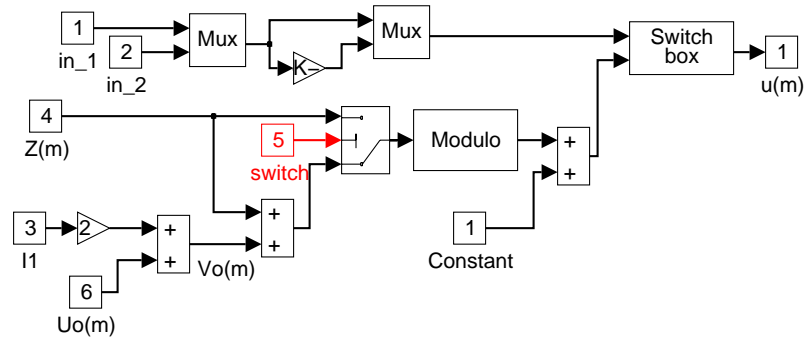 1
in_1
2
in_2
Mux
K-
Mux
Switch
box
1
u(m)
4
Z(m)
5
switch
Modulo
+
+
3
I1
2
+
+
6
Uo(m)
Vo(m)
+
+
1
Constant